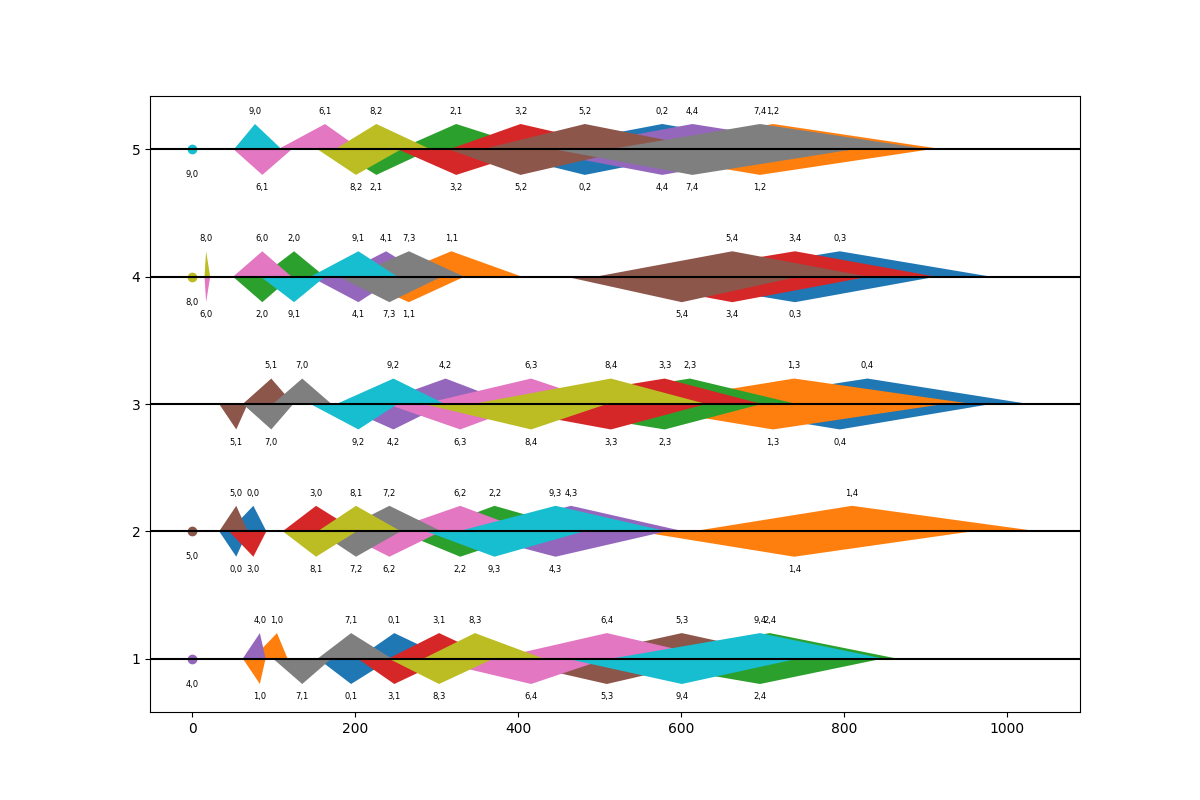 9,0 6,1 8,2 2,1 3,2 5,2 0,2 4,4 7,4 1,2
5
9,0 6,1 8,2 2,1 3,2 5,2 0,2 4,4 7,4 1,2
8,0 6,0 2,0 9,1 4,1 7,3 1,1 5,4 3,4 0,3
4
8,0 6,0 2,0 9,1 4,1 7,3 1,1 5,4 3,4 0,3
5,1 7,0 9,2 4,2 6,3 8,4 3,3 2,3 1,3 0,4
3
5,1 7,0 9,2 4,2 6,3 8,4 3,3 2,3 1,3 0,4
5,0 0,0 3,0 8,1 7,2 6,2 2,2 9,3 4,3 1,4
2
5,0 0,0 3,0 8,1 7,2 6,2 2,2 9,3 4,3 1,4
4,0 1,0 7,1 0,1 3,1 8,3 6,4 5,3 9,4 2,4
1
4,0 1,0 7,1 0,1 3,1 8,3 6,4 5,3 9,4 2,4
0 200 400 600 800 1000